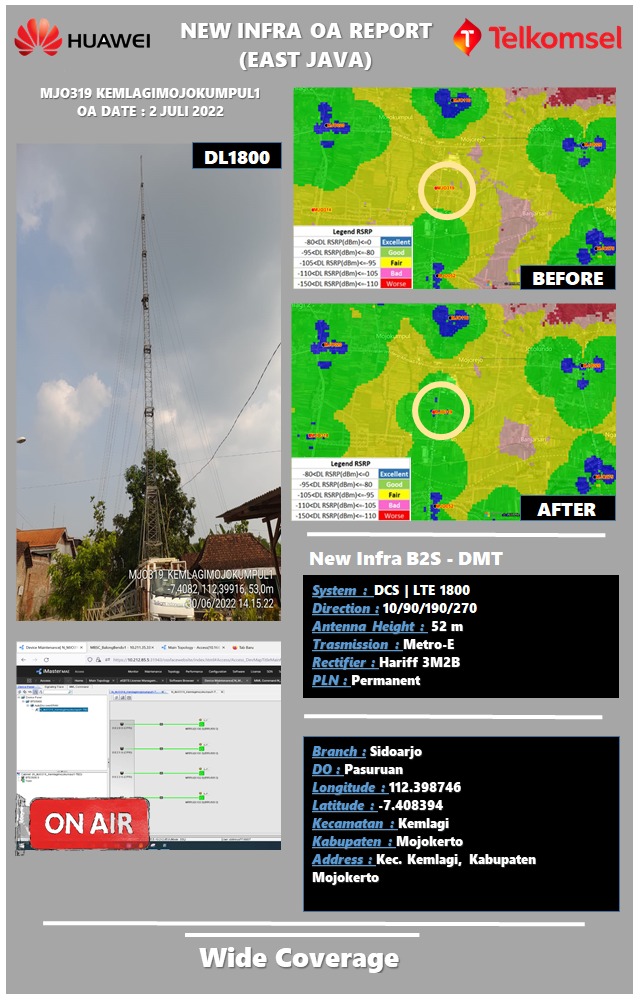 HUAWEI
NEW INFRA OA REPORT
(EAST JAVA)
Telkomsel
MJO319 KEMLAGIMOJOKUMPUL1
OA DATE : 2 JULI 2022
DL1800
MJO319_KEMLAGIMOJOKUMPUL1
-7,4082, 112,39916, 53,0m
30/06/2022 14.15.22
Mojokumpul
Mojorejo
Legend RSRP
-80<DL RSRP(dBm)<=0 Excellent
-95<DL RSRP(dBm)<=-80 Good
-105<DL RSRP(dBm)<=-95 Fair
-110<DL RSRP(dBm)<=-105 Bad
-150<DL RSRP(dBm)<=-110 Worse
BEFORE
Mojokumpul
Mojorejo
Legend RSRP
-80<DL RSRP(dBm)<=0 Excellent
-95<DL RSRP(dBm)<=-80 Good
-105<DL RSRP(dBm)<=-95 Fair
-110<DL RSRP(dBm)<=-105 Bad
-150<DL RSRP(dBm)<=-110 Worse
AFTER
New Infra B2S - DMT
System : DCS | LTE 1800
Direction : 10/90/190/270
Antenna Height : 52 m
Trasmission : Metro-E
Rectifier : Hariff 3M2B
PLN : Permanent
ON AIR
Branch : Sidoarjo
DO : Pasuruan
Longitude : 112.398746
Latitude : -7.408394
Kecamatan : Kemlagi
Kabupaten : Mojokerto
Address : Kec. Kemlagi, Kabupaten
Mojokerto
Wide Coverage